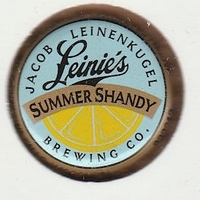 JACOB LEINENKUGEL
Leinie's
SUMMER SHANDY
BREWING CO.